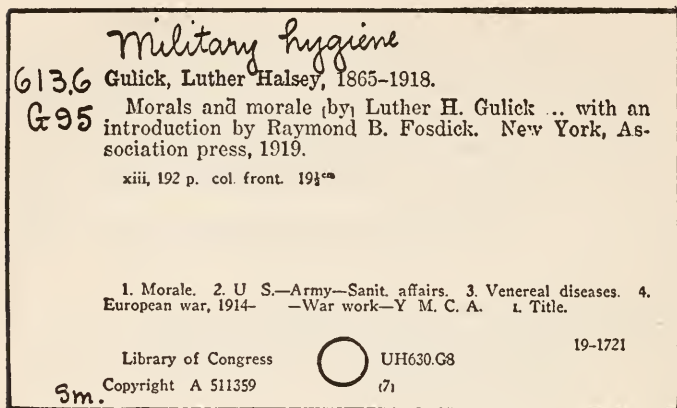 Military hygiene
613.6 Gulick, Luther Halsey, 1865-1918.
G95 Morals and morale [by] Luther H. Gulick ... with an
introduction by Raymond B. Fosdick. New York, As-
sociation press, 1919.
xiii, 192 p. col. front. 19½ cm
1. Morale. 2. U S.—Army—Sanit. affairs. 3. Venereal diseases. 4.
European war, 1914- —War work—Y M. C. A. I. Title.
19-1721
Library of Congress UH630.G8
Sm. Copyright A 511359 (7)